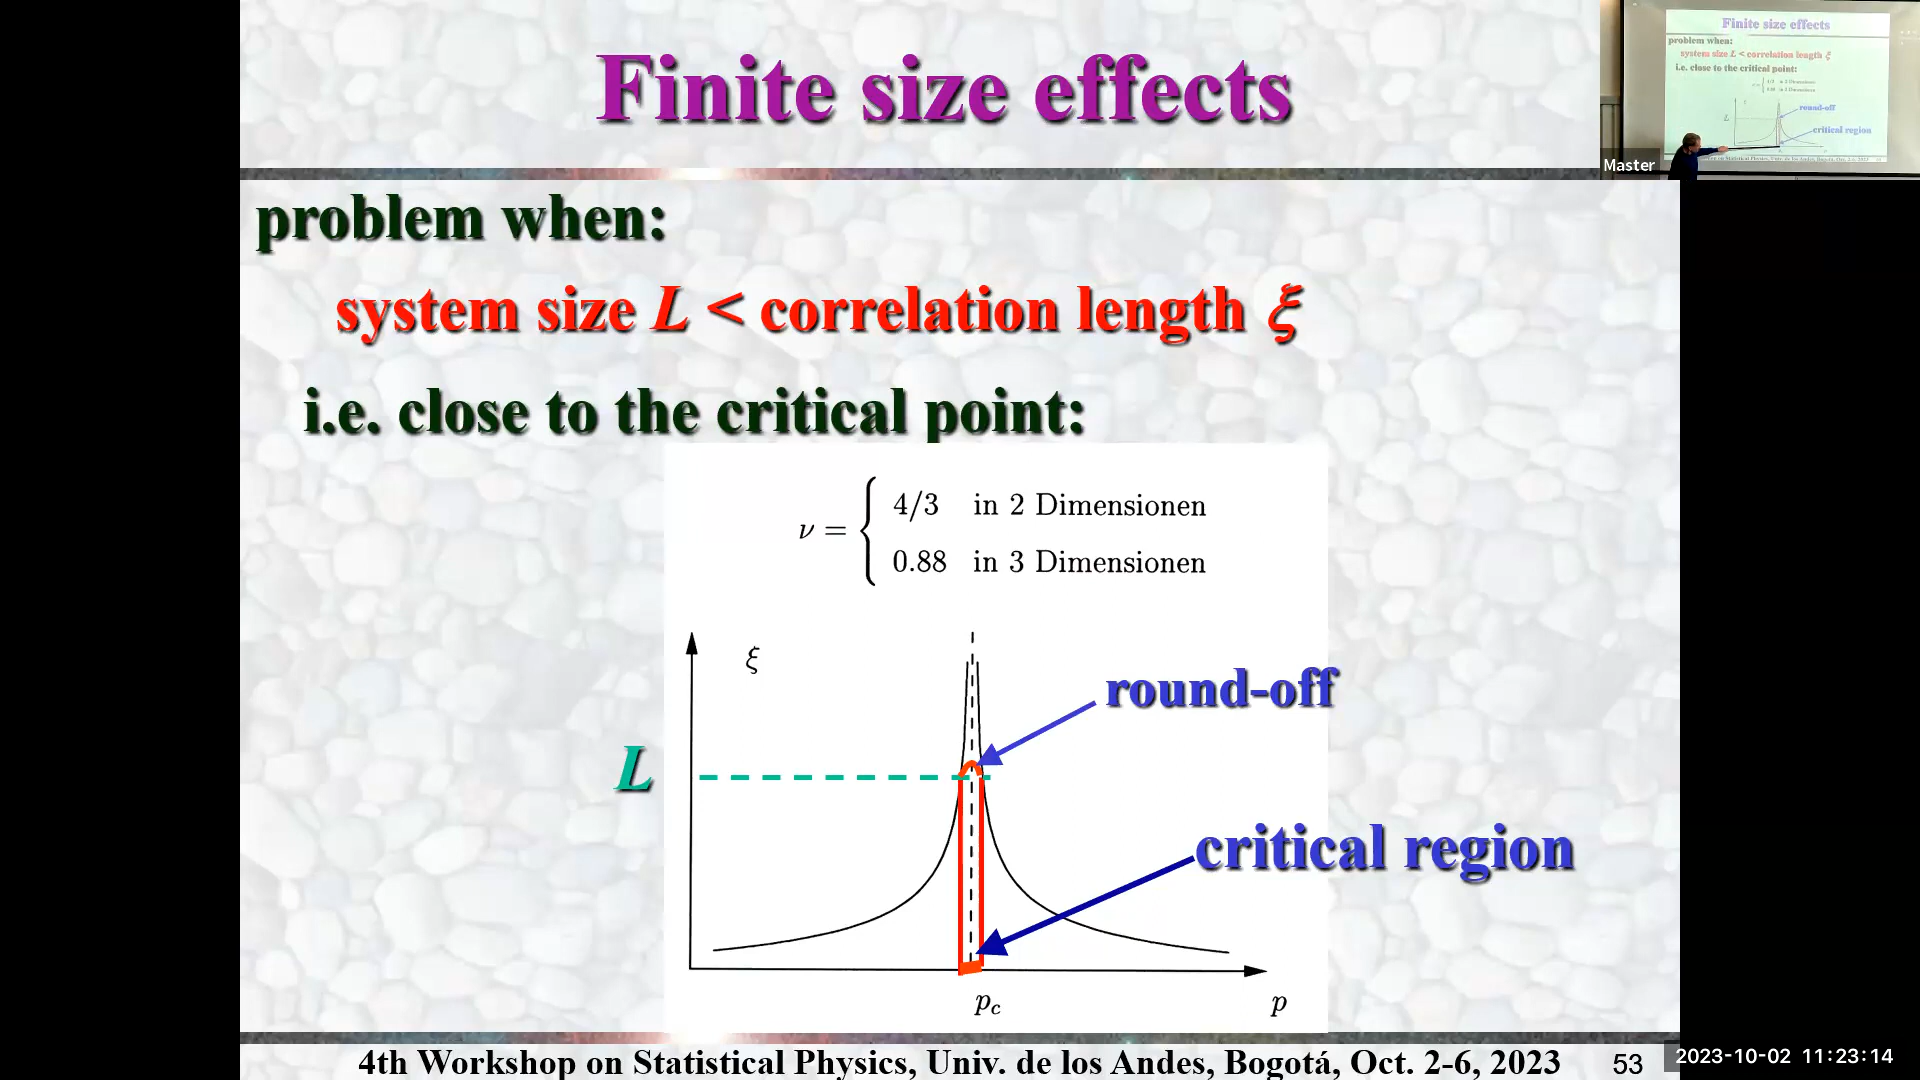 Finite size effects
problem when:
system size L < correlation length ξ
i.e. close to the critical point:
ν = { 4/3 in 2 Dimensionen
0.88 in 3 Dimensionen
ξ
round-off
L
critical region
p_c
p
4th Workshop on Statistical Physics, Univ. de los Andes, Bogotá, Oct. 2-6, 2023
53
2023-10-02 11:23:14
Finite size effects
problem when:
system size L < correlation length ξ
i.e. close to the critical point:
round-off
L
critical region
Master